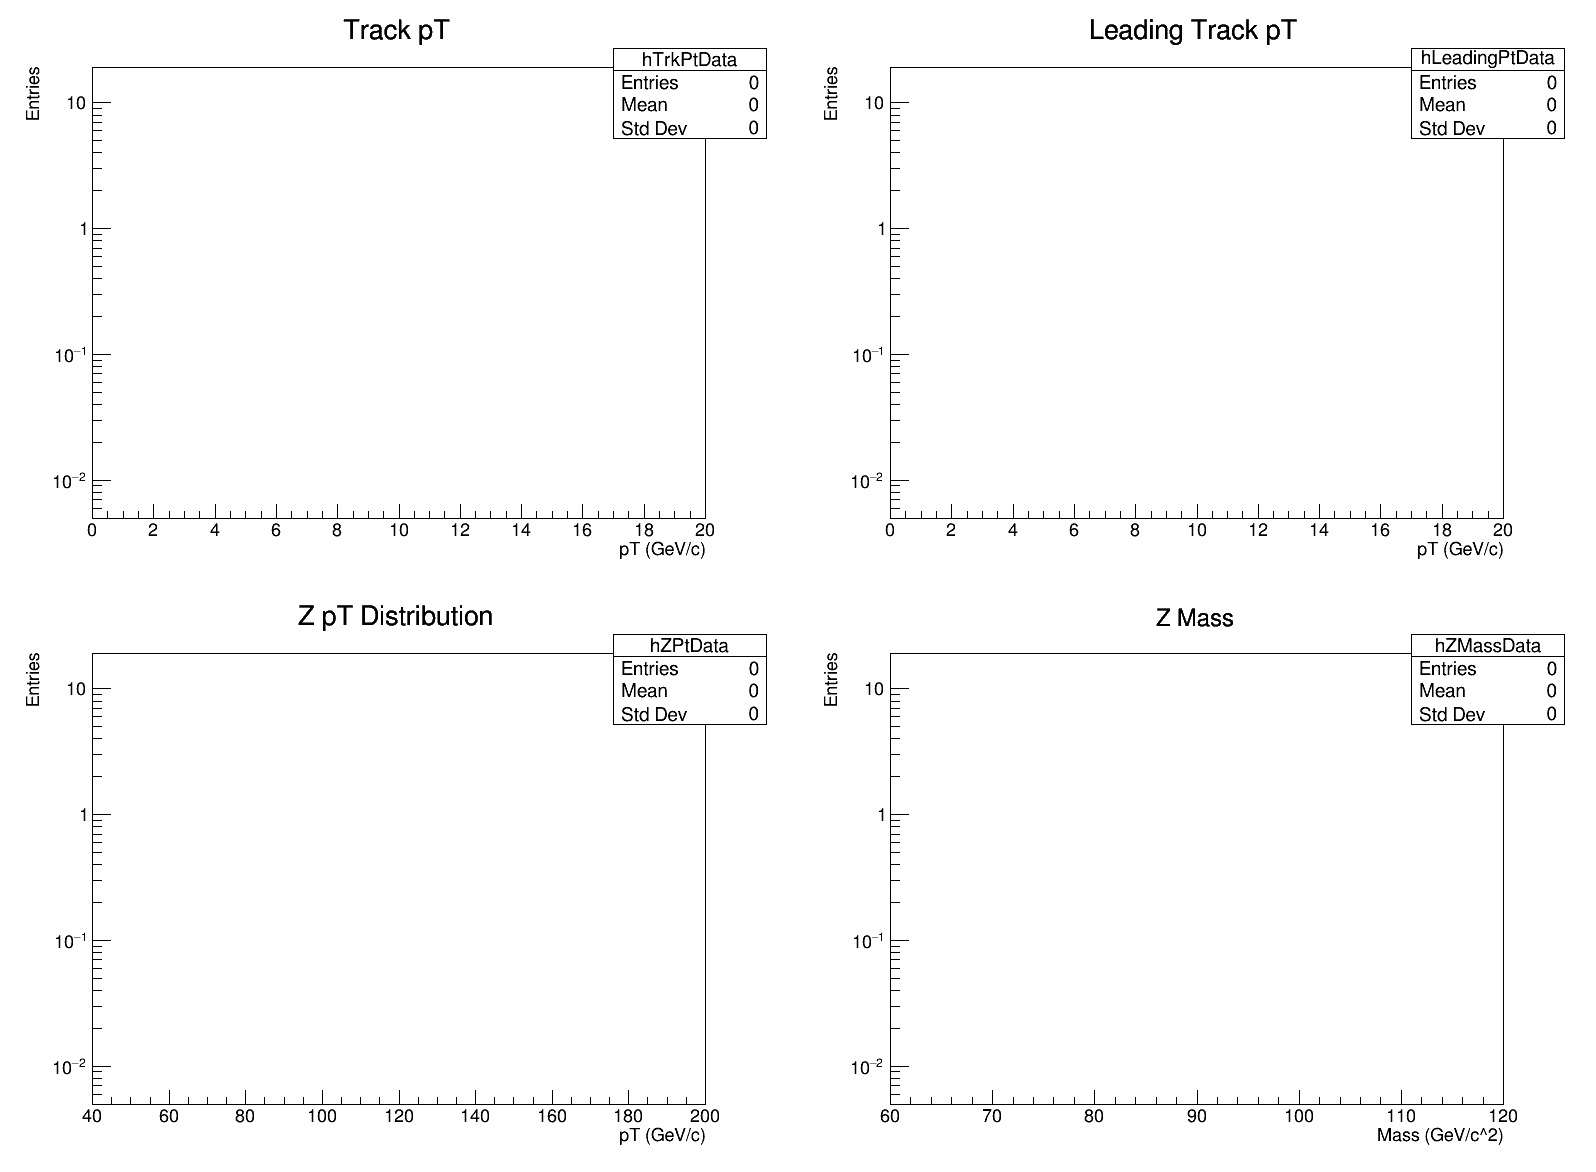 Track pT
hTrkPtData
Entries 0
Mean 0
Std Dev 0
Entries
10
1
10⁻¹
10⁻²
0 2 4 6 8 10 12 14 16 18 20
pT (GeV/c)
Leading Track pT
hLeadingPtData
Entries 0
Mean 0
Std Dev 0
Entries
10
1
10⁻¹
10⁻²
0 2 4 6 8 10 12 14 16 18 20
pT (GeV/c)
Z pT Distribution
hZPtData
Entries 0
Mean 0
Std Dev 0
Entries
10
1
10⁻¹
10⁻²
40 60 80 100 120 140 160 180 200
pT (GeV/c)
Z Mass
hZMassData
Entries 0
Mean 0
Std Dev 0
Entries
10
1
10⁻¹
10⁻²
60 70 80 90 100 110 120
Mass (GeV/c^2)